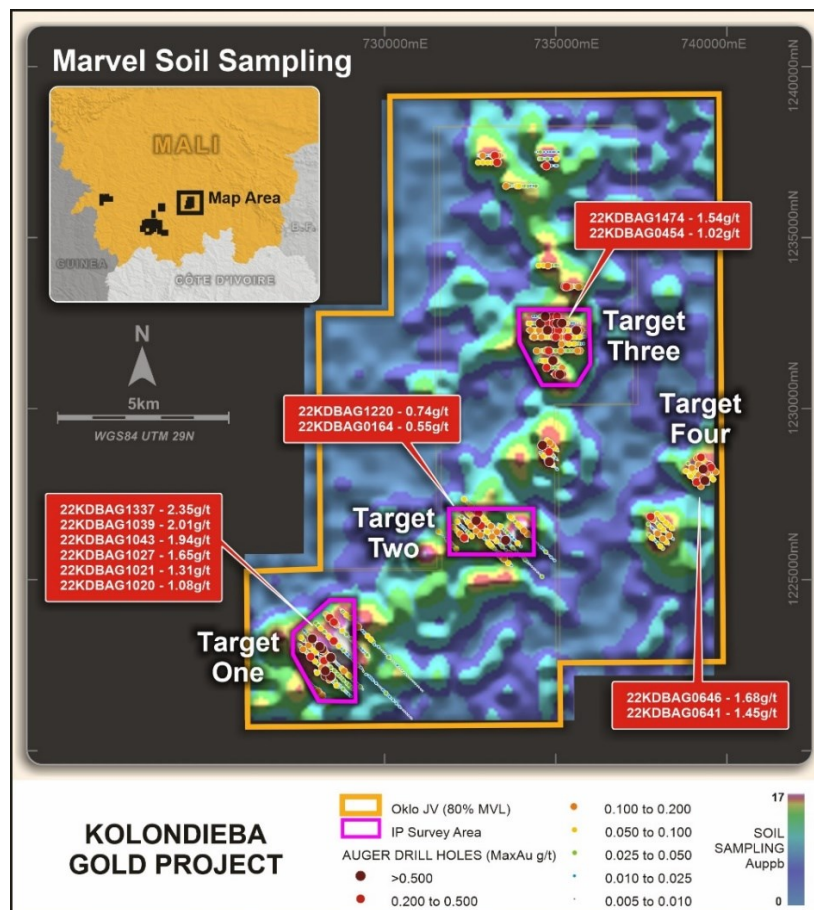 730000mE
735000mE
740000mE
Marvel Soil Sampling
1240000mN
MALI
Map Area
B.F.
GUINEA
CÔTE D'IVOIRE
1235000mN
22KDBAG1474 - 1.54g/t
22KDBAG0454 - 1.02g/t
Target
Three
N
5km
WGS84 UTM 29N
1230000mN
22KDBAG1220 - 0.74g/t
22KDBAG0164 - 0.55g/t
Target
Four
22KDBAG1337 - 2.35g/t
22KDBAG1039 - 2.01g/t
22KDBAG1043 - 1.94g/t
22KDBAG1027 - 1.65g/t
22KDBAG1021 - 1.31g/t
22KDBAG1020 - 1.08g/t
Target
Two
1225000mN
Target
One
22KDBAG0646 - 1.68g/t
22KDBAG0641 - 1.45g/t
KOLONDIEBA
GOLD PROJECT
Oklo JV (80% MVL)
IP Survey Area
AUGER DRILL HOLES (MaxAu g/t)
>0.500
0.200 to 0.500
0.100 to 0.200
0.050 to 0.100
0.025 to 0.050
0.010 to 0.025
0.005 to 0.010
17
SOIL
SAMPLING
Auppb
0